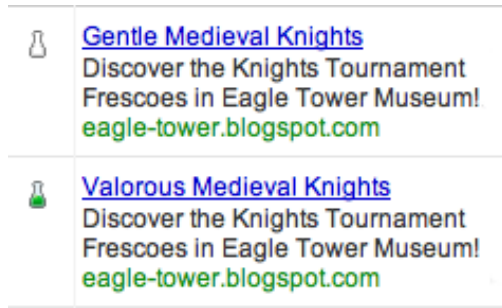 Gentle Medieval Knights
Discover the Knights Tournament
Frescoes in Eagle Tower Museum!
eagle-tower.blogspot.com
Valorous Medieval Knights
Discover the Knights Tournament
Frescoes in Eagle Tower Museum!
eagle-tower.blogspot.com